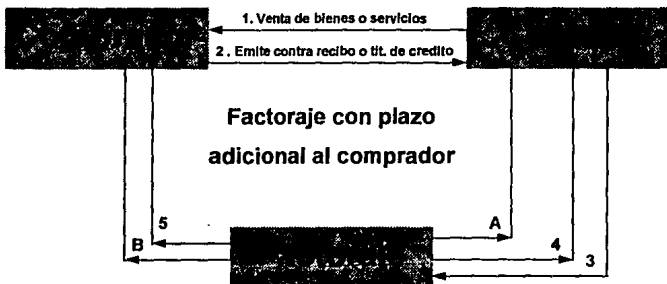 1. Venta de bienes o servicios
2 . Emite contra recibo o tit. de credito
Factoraje con plazo
adicional al comprador
5
A
B
4
3